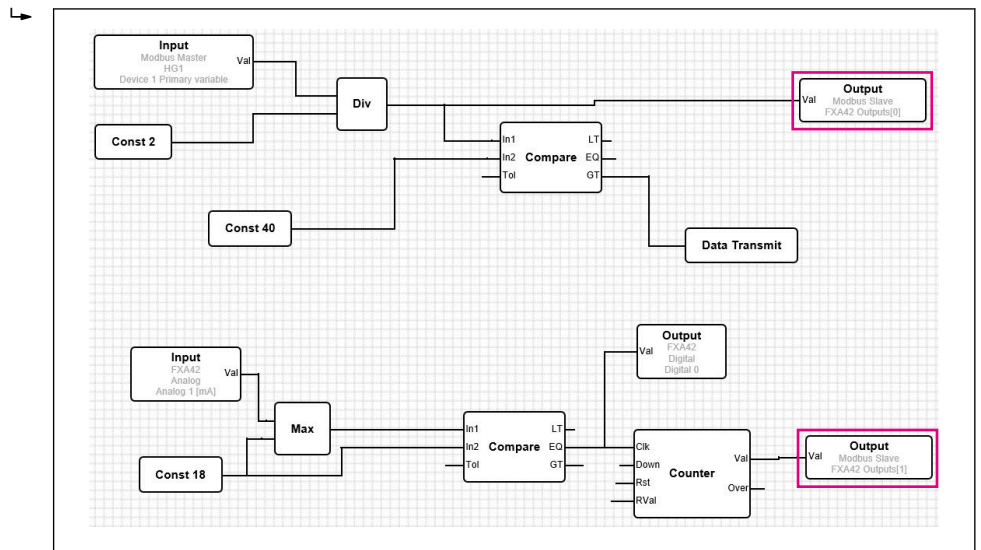 Input
Modbus Master
HG1
Device 1 Primary variable
Val
Const 2
Div
Output
Val
Modbus Slave
FXA42 Outputs[0]
In1
In2
Tol
Compare
LT
EQ
GT
Const 40
Data Transmit
Input
FXA42
Analog
Analog 1 [mA]
Val
Max
Const 18
In1
In2
Tol
Compare
LT
EQ
GT
Output
Val
FXA42
Digital
Digital 0
Clk
Down
Rst
RVal
Counter
Val
Over
Output
Val
Modbus Slave
FXA42 Outputs[1]